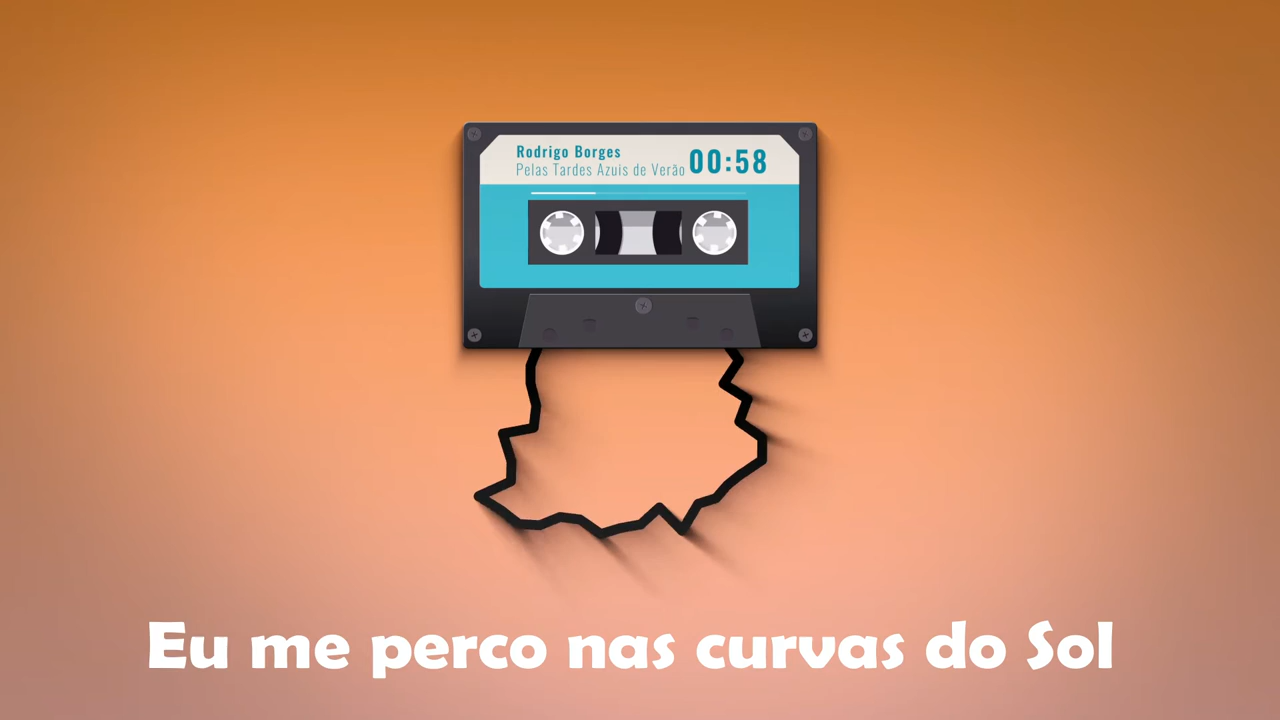 Rodrigo Borges
Pelas Tardes Azuis de Verão
00:58
Eu me perco nas curvas do Sol